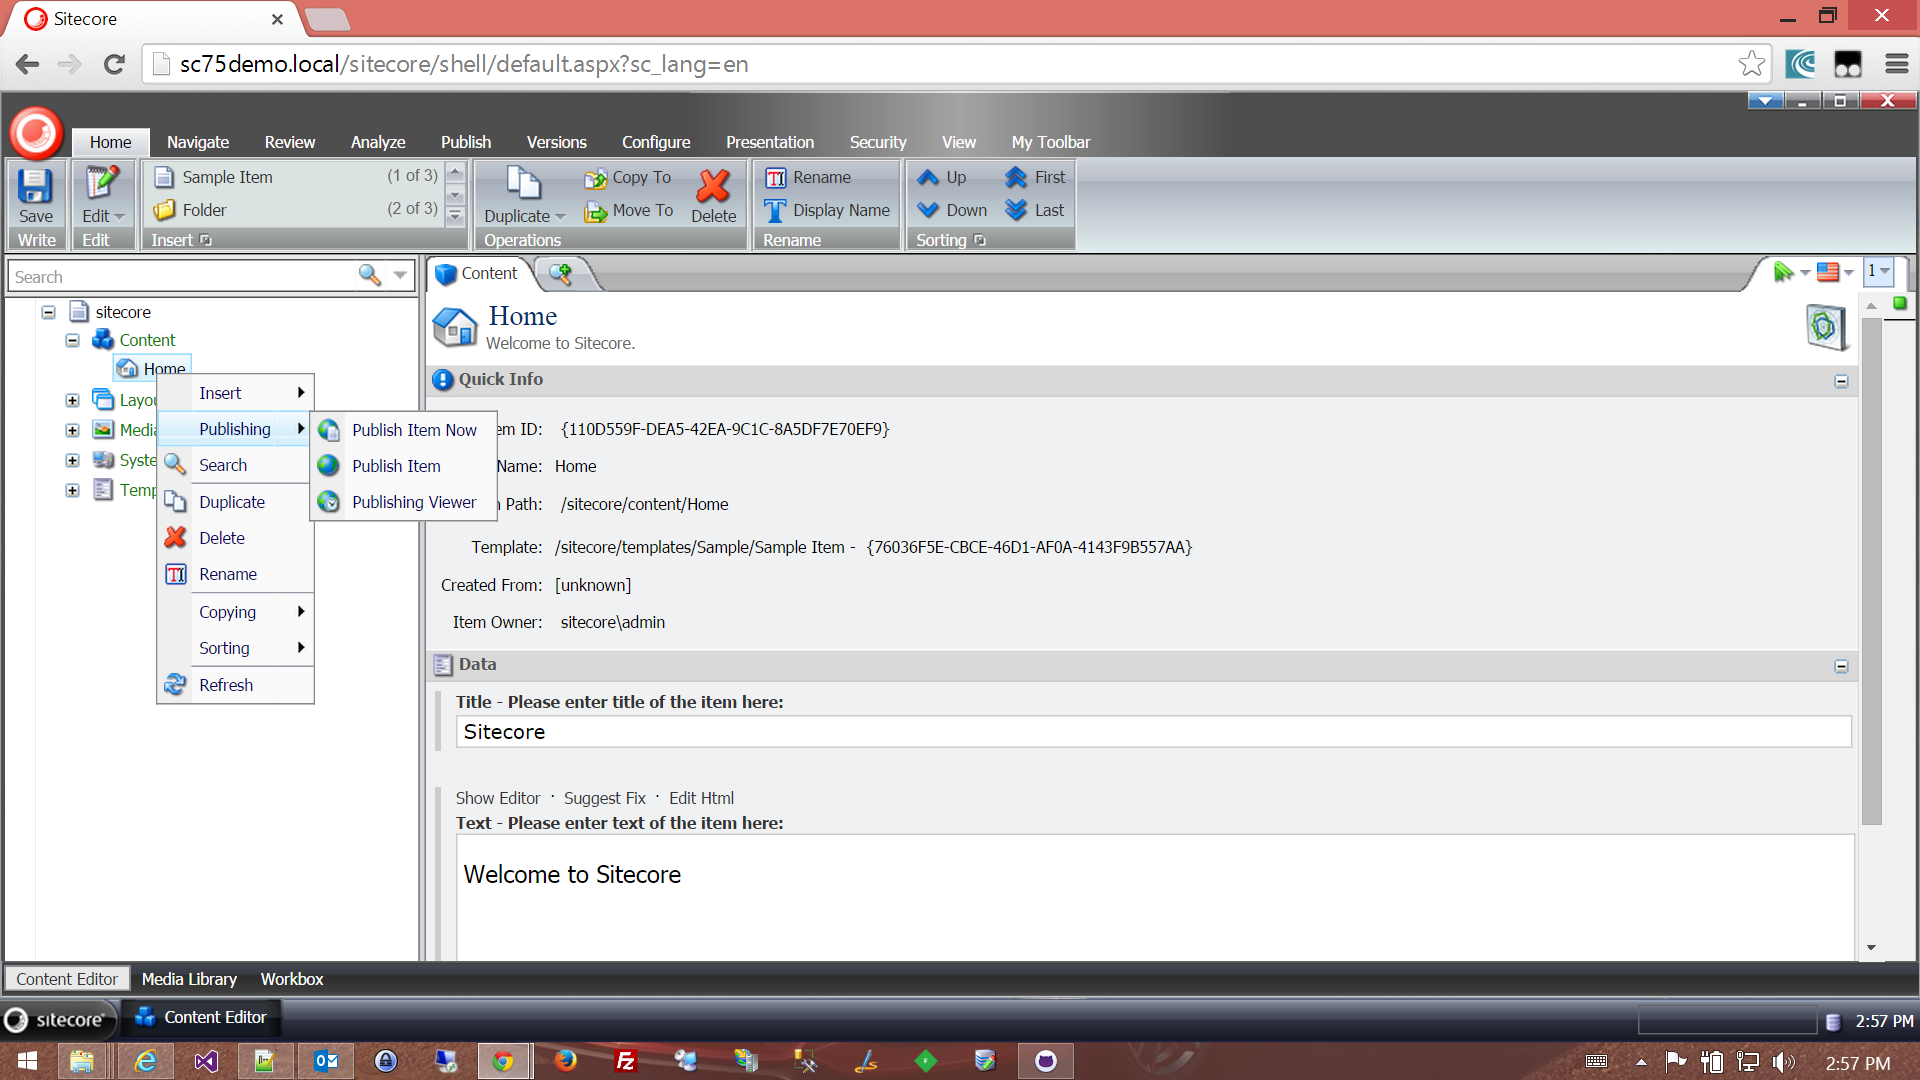 Sitecore
sc75demo.local/sitecore/shell/default.aspx?sc_lang=en
Home Navigate Review Analyze Publish Versions Configure Presentation Security View My Toolbar
Save
Write
Edit
Edit
Sample Item (1 of 3)
Folder (2 of 3)
Insert
Duplicate
Copy To
Move To
Delete
Operations
Rename
Display Name
Rename
Up First
Down Last
Sorting
Search
sitecore
Content
Home
Layou
Media
Syste
Temp
Insert
Publishing
Search
Duplicate
Delete
Rename
Copying
Sorting
Refresh
Publish Item Now
Publish Item
Publishing Viewer
Content
1
Home
Welcome to Sitecore.
Quick Info
em ID: {110D559F-DEA5-42EA-9C1C-8A5DF7E70EF9}
Name: Home
Path: /sitecore/content/Home
Template: /sitecore/templates/Sample/Sample Item - {76036F5E-CBCE-46D1-AF0A-4143F9B557AA}
Created From: [unknown]
Item Owner: sitecore\admin
Data
Title - Please enter title of the item here:
Sitecore
Show Editor · Suggest Fix · Edit Html
Text - Please enter text of the item here:
Welcome to Sitecore
Content Editor Media Library Workbox
sitecore Content Editor 2:57 PM
2:57 PM